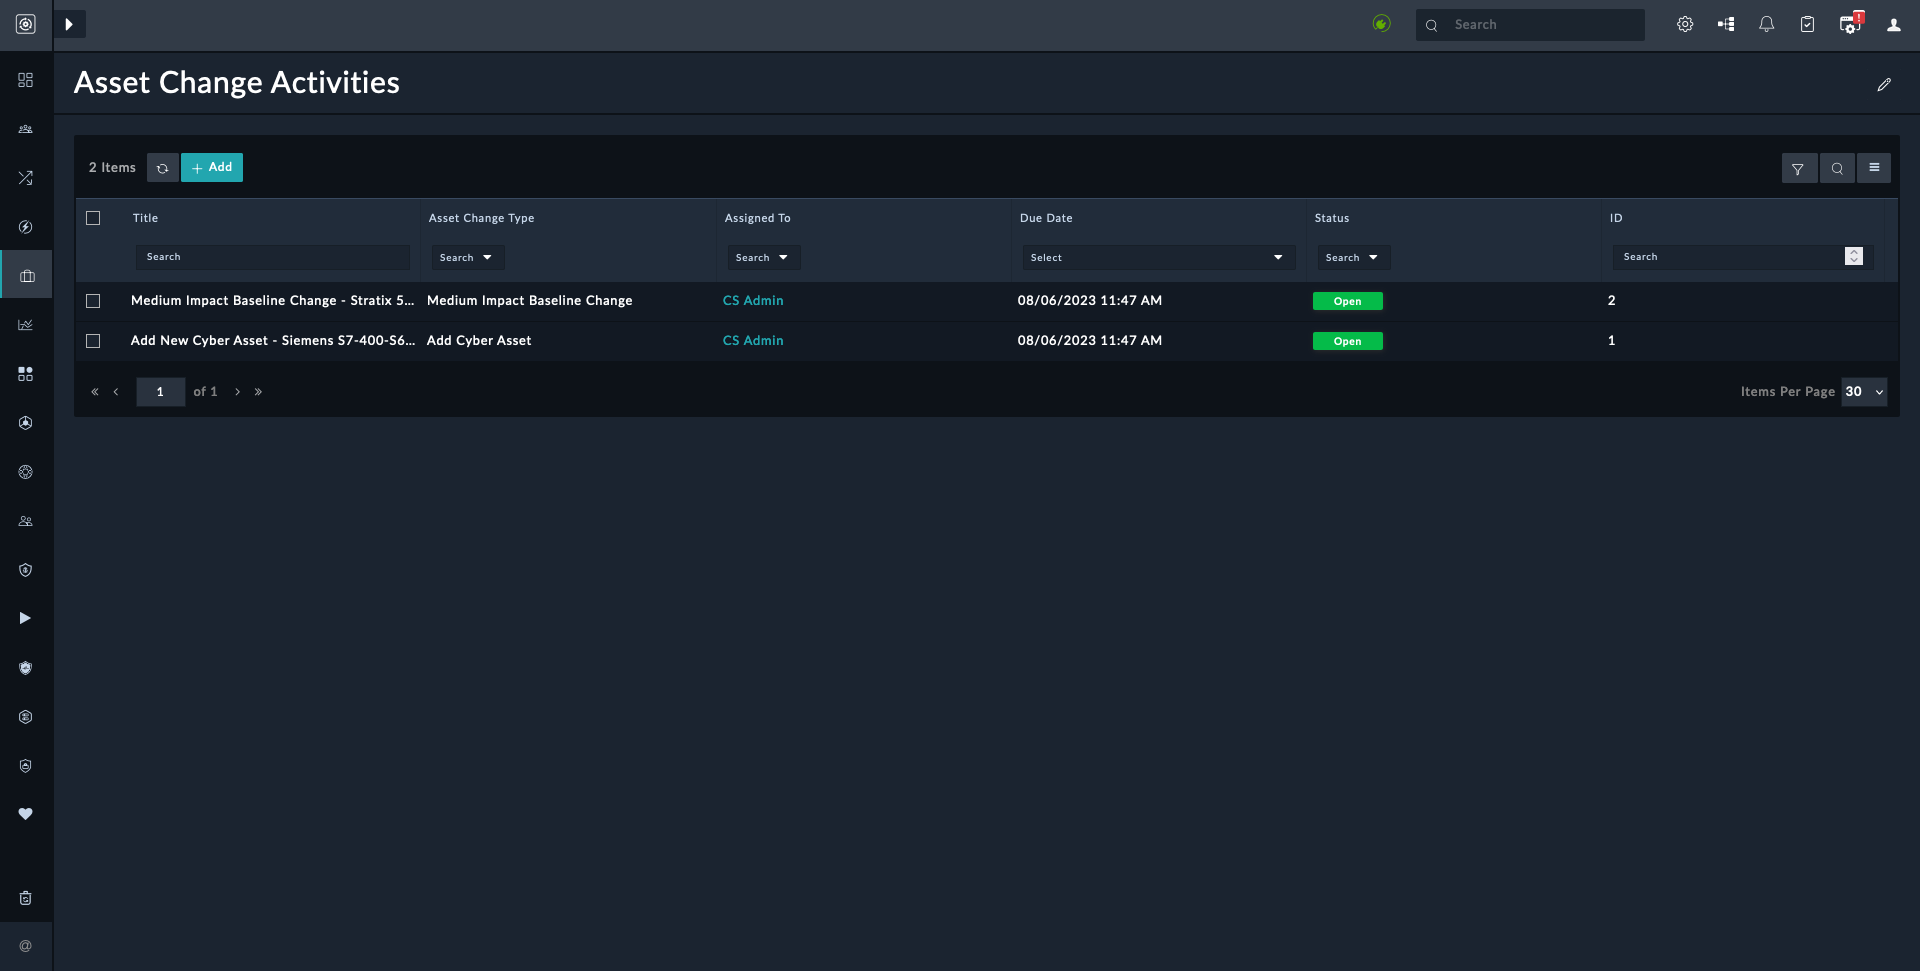 Search
!
Asset Change Activities
2 Items
Add
Title Asset Change Type Assigned To Due Date Status ID
Search Search Search Select Search Search
Medium Impact Baseline Change - Stratix 5... Medium Impact Baseline Change CS Admin 08/06/2023 11:47 AM Open 2
Add New Cyber Asset - Siemens S7-400-S6... Add Cyber Asset CS Admin 08/06/2023 11:47 AM Open 1
« ‹ 1 of 1 › » Items Per Page 30
@